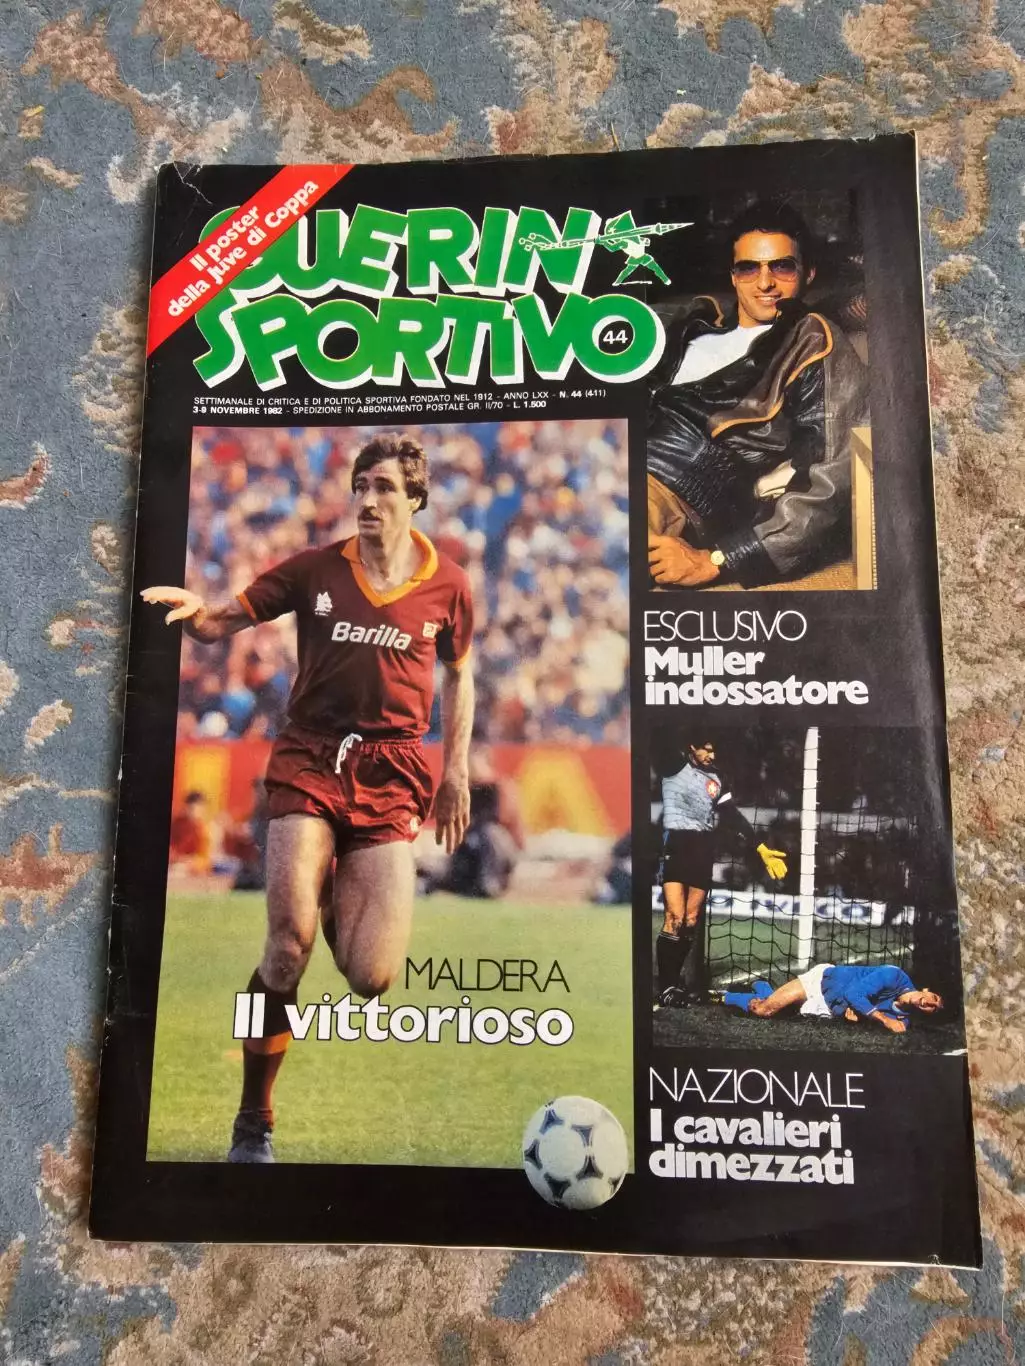 Il poster
della Juve di Coppa
GUERIN
SPORTIVO
44
SETTIMANALE DI CRITICA E DI POLITICA SPORTIVA FONDATO NEL 1912 - ANNO LXX - N. 44 (411)
3-9 NOVEMBRE 1982 - SPEDIZIONE IN ABBONAMENTO POSTALE GR. II/70 - L. 1.500
Barilla
ESCLUSIVO
Muller
indossatore
MALDERA
Il vittorioso
NAZIONALE
I cavalieri
dimezzati